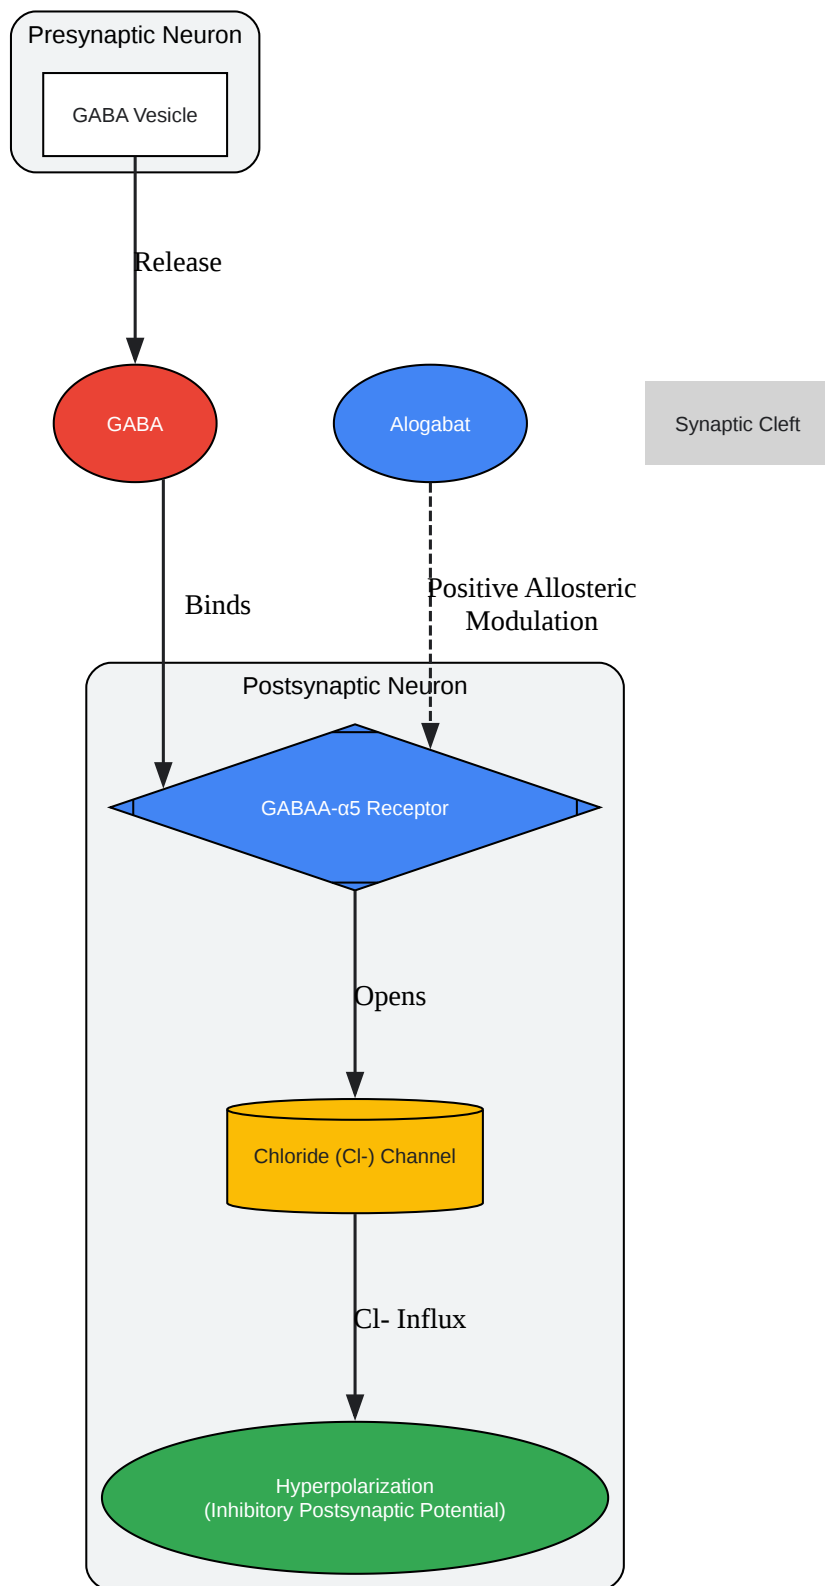 Presynaptic Neuron
GABA Vesicle
Release
GABA
Alogabat
Synaptic Cleft
Binds
Positive Allosteric
Modulation
Postsynaptic Neuron
GABAA-α5 Receptor
Opens
Chloride (Cl-) Channel
Cl- Influx
Hyperpolarization
(Inhibitory Postsynaptic Potential)